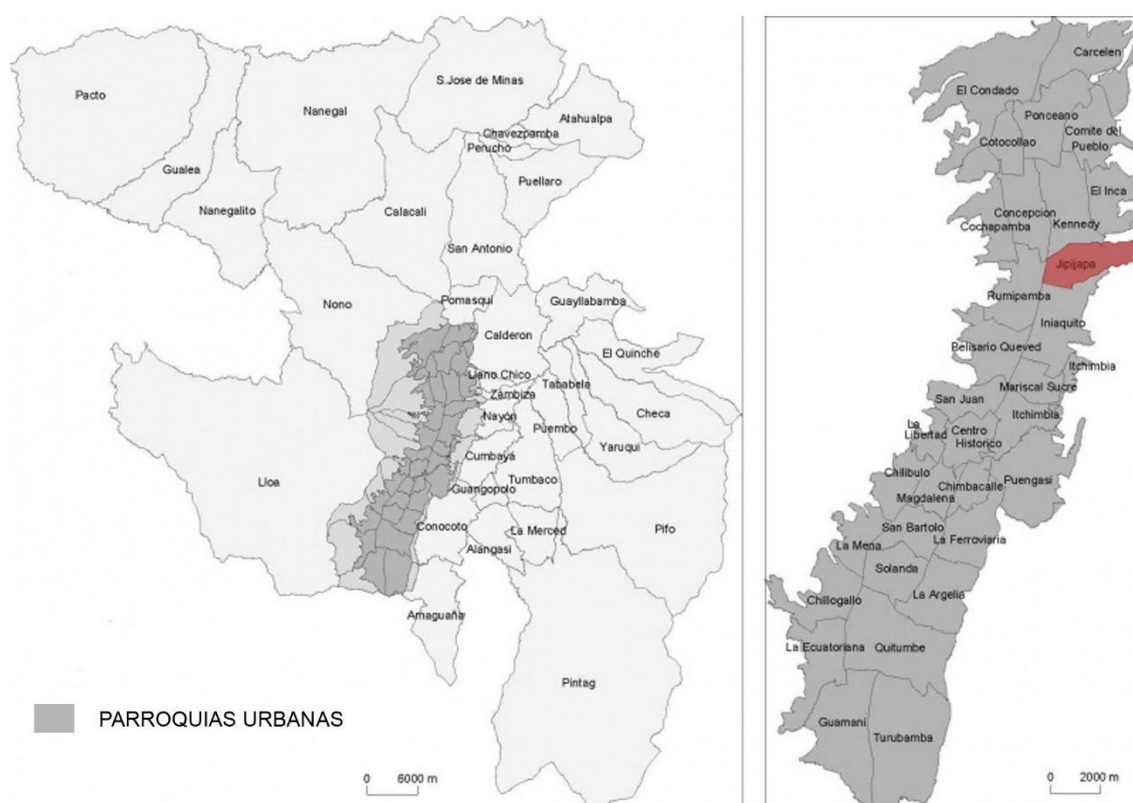 Pacto
Gualea
Nanegalito
Nanegal
Calacali
S.Jose de Minas
Atahualpa
Chavezpamba
Perucho
Puellaro
San Antonio
Nono
Pomasqui
Calderon
Guayllabamba
El Quinche
Llano Chico
Zambiza
Tababela
Nayón
Puembo
Checa
Yaruqui
Cumbayá
Tumbaco
Guangopolo
Lloa
Conocoto
La Merced
Alangasi
Pifo
Amaguaña
Pintag
PARROQUIAS URBANAS
0 6000 m
Carcelen
El Condado
Ponceano
Comite del
Pueblo
Cotocollao
El Inca
Concepcion
Kennedy
Cochapamba
Jipijapa
Rumipamba
Iniaquito
Belisario Queved
Itchimbia
Mariscal Sucre
San Juan
Itchimbia
La
Libertad
Centro
Historico
Chilibulo
Chimbacalle
Puengasi
Magdalena
San Bartolo
La Ferroviaria
La Mena
Solanda
La Argelia
Chillogallo
La Ecuatoriana
Quitumbe
Guamani
Turubamba
0 2000 m